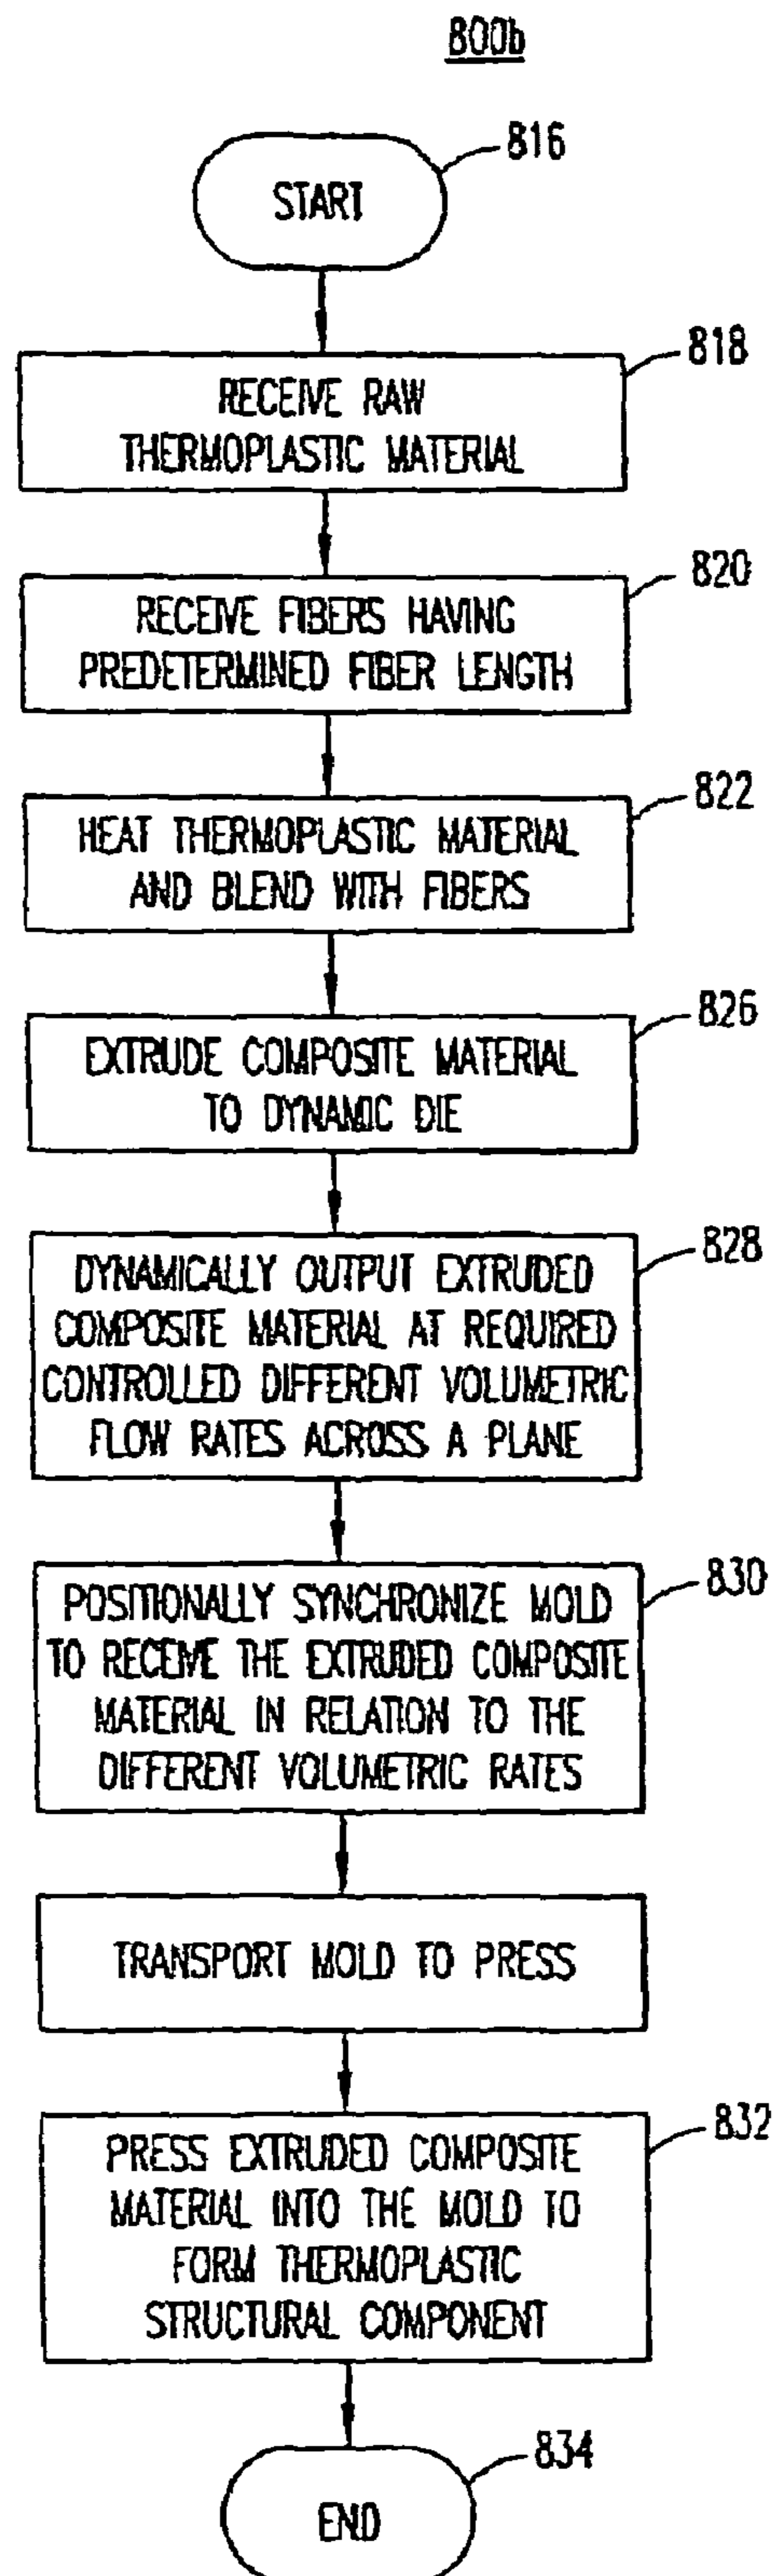 800b
816
START
818
RECEIVE RAW
THERMOPLASTIC MATERIAL
820
RECEIVE FIBERS HAVING
PREDETERMINED FIBER LENGTH
822
HEAT THERMOPLASTIC MATERIAL
AND BLEND WITH FIBERS
826
EXTRUDE COMPOSITE MATERIAL
TO DYNAMIC DIE
828
DYNAMICALLY OUTPUT EXTRUDED
COMPOSITE MATERIAL AT REQUIRED
CONTROLLED DIFFERENT VOLUMETRIC
FLOW RATES ACROSS A PLANE
830
POSITIONALLY SYNCHRONIZE MOLD
TO RECEIVE THE EXTRUDED COMPOSITE
MATERIAL IN RELATION TO THE
DIFFERENT VOLUMETRIC RATES
TRANSPORT MOLD TO PRESS
832
PRESS EXTRUDED COMPOSITE
MATERIAL INTO THE MOLD TO
FORM THERMOPLASTIC
STRUCTURAL COMPONENT
834
END